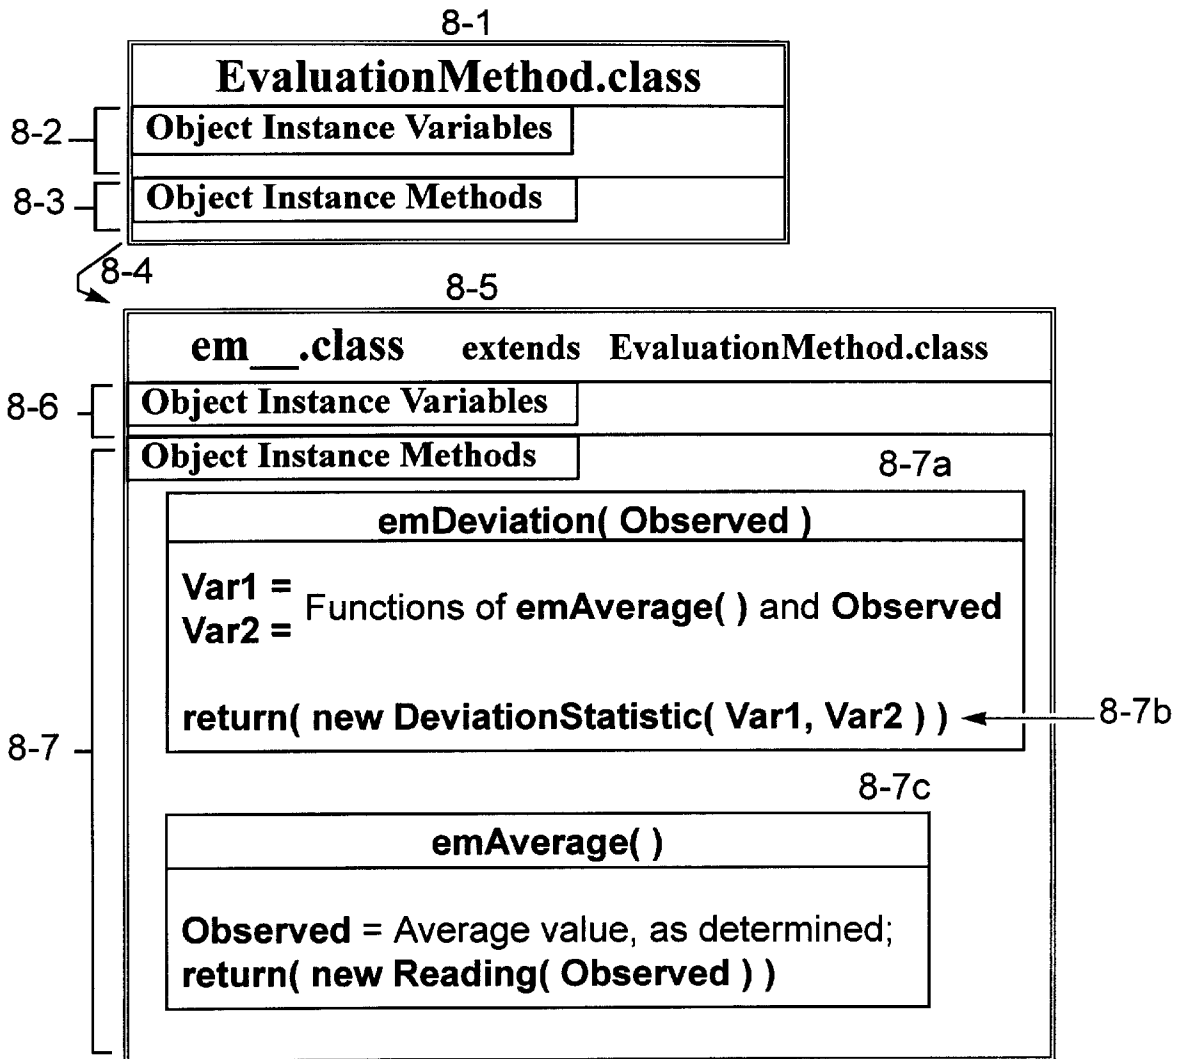 8-1
EvaluationMethod.class
8-2
Object Instance Variables
8-3
Object Instance Methods
8-4
8-5
em__.class extends EvaluationMethod.class
8-6
Object Instance Variables
8-7
Object Instance Methods
8-7a
emDeviation( Observed )
Var1 =
Var2 =
Functions of emAverage( ) and Observed
return( new DeviationStatistic( Var1, Var2 ) )
8-7b
8-7c
emAverage( )
Observed = Average value, as determined;
return( new Reading( Observed ) )